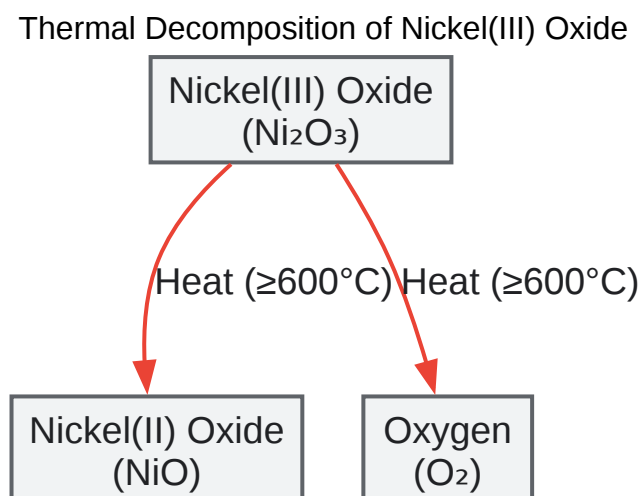 Thermal Decomposition of Nickel(III) Oxide
Nickel(III) Oxide
(Ni₂O₃)
Heat (≥600°C)
Heat (≥600°C)
Nickel(II) Oxide
(NiO)
Oxygen
(O₂)